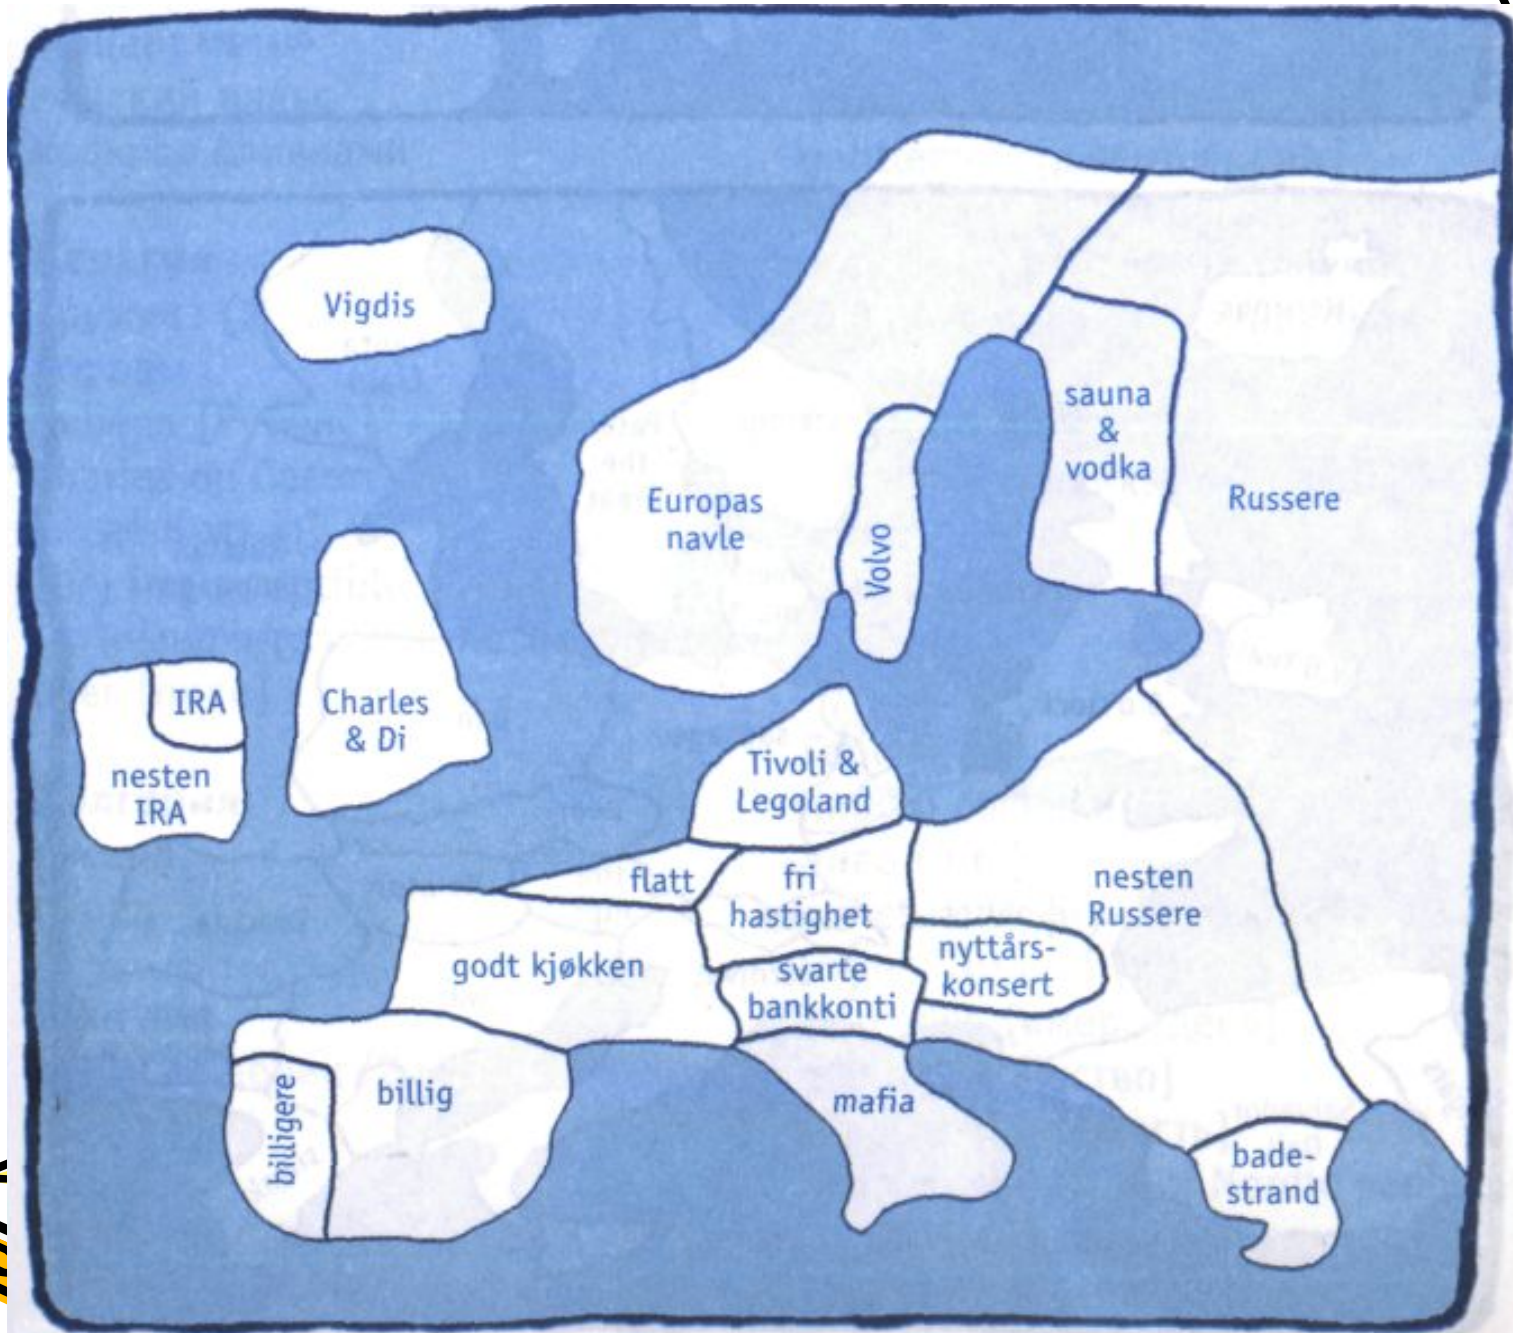 Vigdis
sauna
&
vodka
Europas
navle
Volvo
Russere
IRA
nesten
IRA
Charles
& Di
Tivoli &
Legoland
flatt
fri
hastighet
nesten
Russere
godt kjøkken
svarte
bankkonti
nyttårs-
konsert
billigere
billig
mafia
bade-
strand